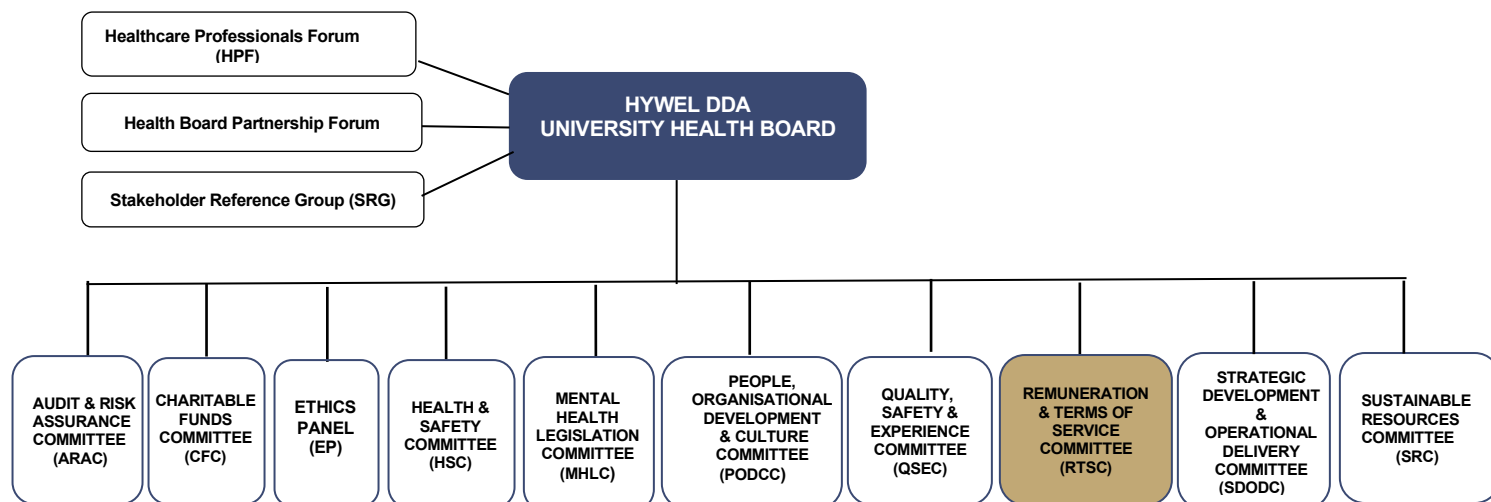 Healthcare Professionals Forum
(HPF)
Health Board Partnership Forum
Stakeholder Reference Group (SRG)
HYWEL DDA
UNIVERSITY HEALTH BOARD
AUDIT & RISK
ASSURANCE
COMMITTEE
(ARAC)
CHARITABLE
FUNDS
COMMITTEE
(CFC)
ETHICS
PANEL
(EP)
HEALTH &
SAFETY
COMMITTEE
(HSC)
MENTAL
HEALTH
LEGISLATION
COMMITTEE
(MHLC)
PEOPLE,
ORGANISATIONAL
DEVELOPMENT
& CULTURE
COMMITTEE
(PODCC)
QUALITY,
SAFETY &
EXPERIENCE
COMMITTEE
(QSEC)
REMUNERATION
& TERMS OF
SERVICE
COMMITTEE
(RTSC)
STRATEGIC
DEVELOPMENT
&
OPERATIONAL
DELIVERY
COMMITTEE
(SDODC)
SUSTAINABLE
RESOURCES
COMMITTEE
(SRC)